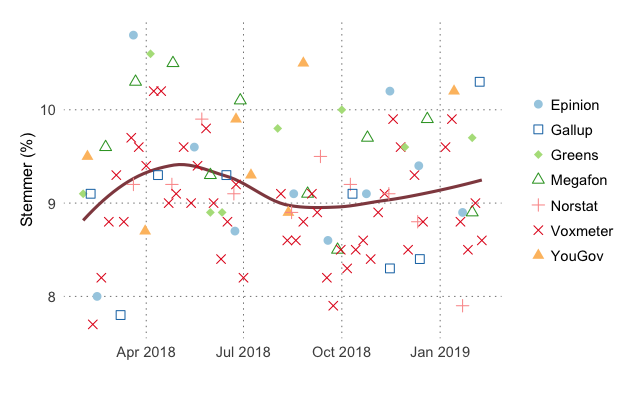 Stemmer (%)
10
9
8
Apr 2018
Jul 2018
Oct 2018
Jan 2019
Epinion
Gallup
Greens
Megafon
Norstat
Voxmeter
YouGov